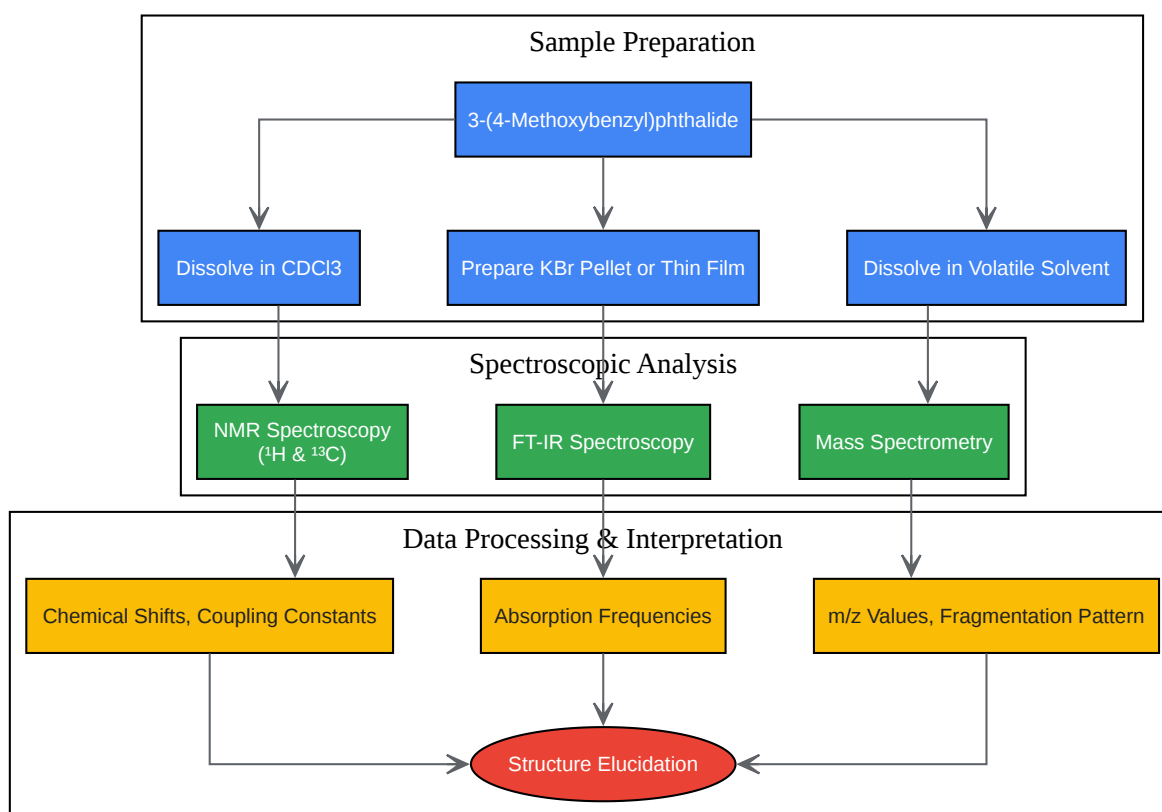 Sample Preparation
3-(4-Methoxybenzyl)phthalide
Dissolve in CDCl3
Prepare KBr Pellet or Thin Film
Dissolve in Volatile Solvent
Spectroscopic Analysis
NMR Spectroscopy
(¹H & ¹³C)
FT-IR Spectroscopy
Mass Spectrometry
Data Processing & Interpretation
Chemical Shifts, Coupling Constants
Absorption Frequencies
m/z Values, Fragmentation Pattern
Structure Elucidation